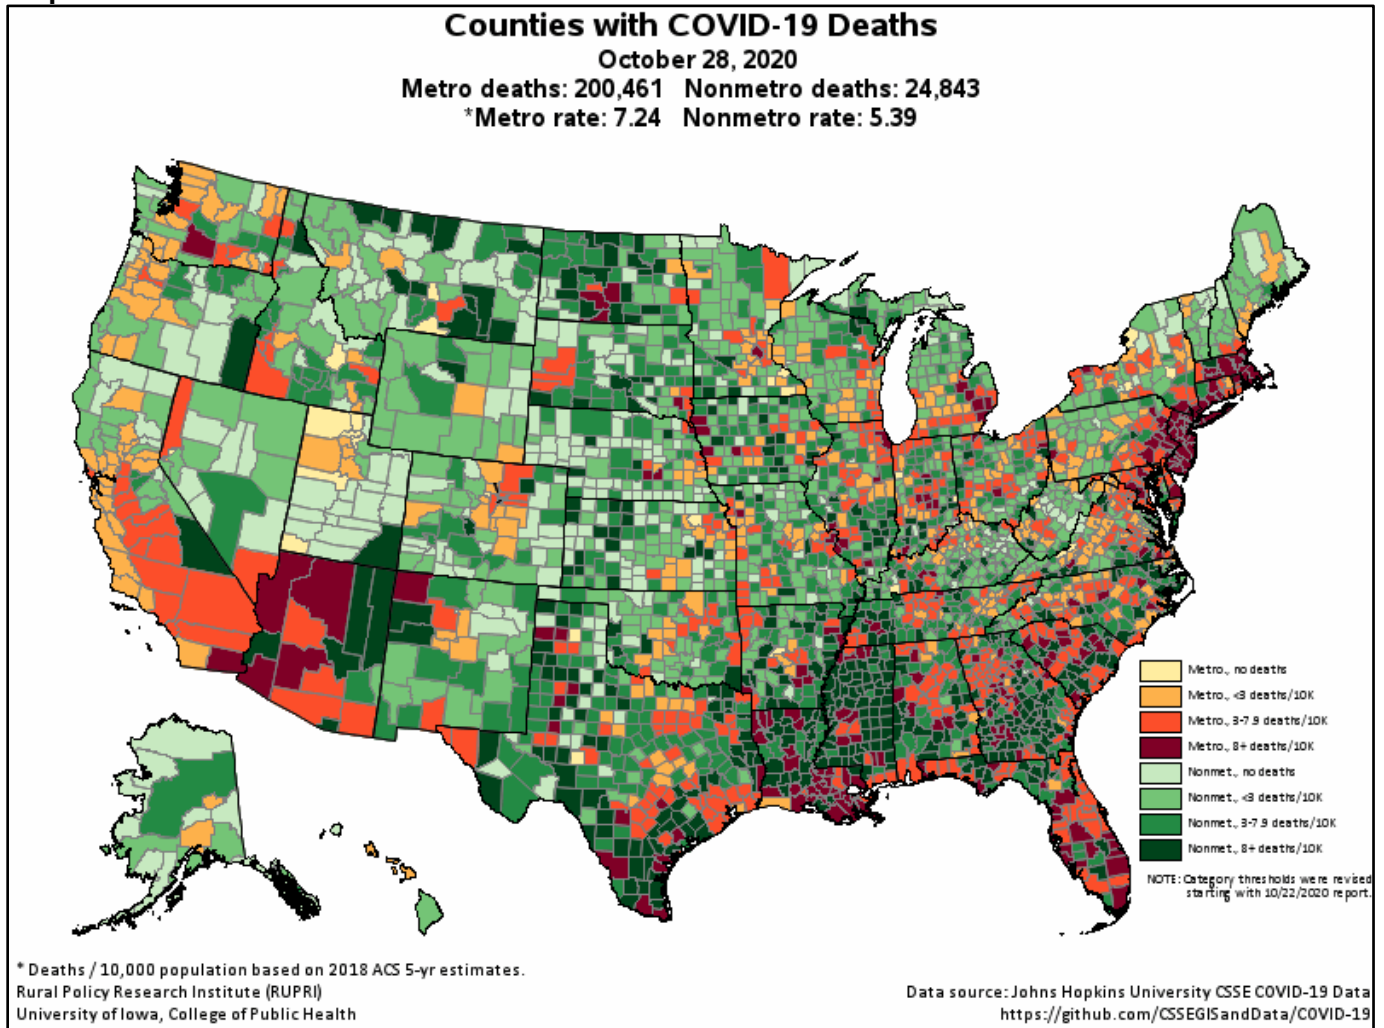 Counties with COVID-19 Deaths
October 28, 2020
Metro deaths: 200,461 Nonmetro deaths: 24,843
*Metro rate: 7.24 Nonmetro rate: 5.39
Metro., no deaths
Metro., <3 deaths/10K
Metro., 3-7.9 deaths/10K
Metro., 8+ deaths/10K
Nonmet., no deaths
Nonmet., <3 deaths/10K
Nonmet., 3-7.9 deaths/10K
Nonmet., 8+ deaths/10K
NOTE: Category thresholds were revised
starting with 10/22/2020 report.
* Deaths / 10,000 population based on 2018 ACS 5-yr estimates.
Rural Policy Research Institute (RUPRI)
University of Iowa, College of Public Health
Data source: Johns Hopkins University CSSE COVID-19 Data
https://github.com/CSSEGISandData/COVID-19